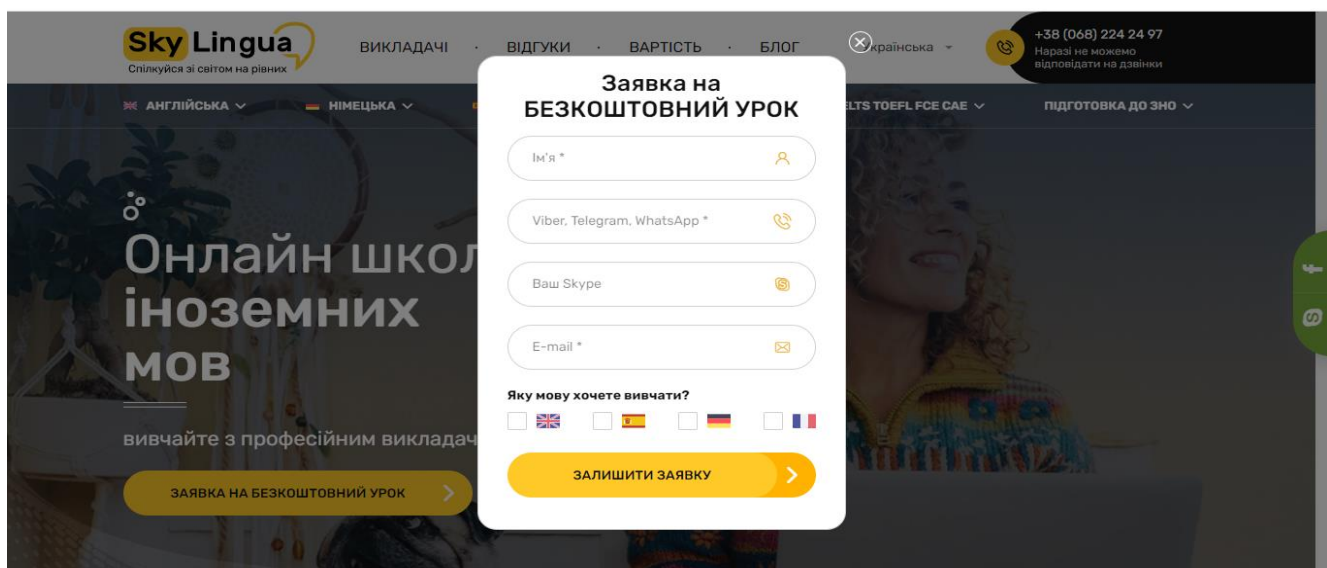 Sky Lingua
Спілкуйся зі світом на рівних
ВИКЛАДАЧІ · ВІДГУКИ · ВАРТІСТЬ · БЛОГ
країнська
+38 (068) 224 24 97
Наразі не можемо
відповідати на дзвінки
АНГЛІЙСЬКА
НІМЕЦЬКА
ELTS TOEFL FCE CAE
ПІДГОТОВКА ДО ЗНО
Заявка на
БЕЗКОШТОВНИЙ УРОК
Ім'я *
Viber, Telegram, WhatsApp *
Ваш Skype
E-mail *
Яку мову хочете вивчати?
ЗАЛИШИТИ ЗАЯВКУ
Онлайн школ
іноземних
мов
вивчайте з професійним викладач
ЗАЯВКА НА БЕЗКОШТОВНИЙ УРОК